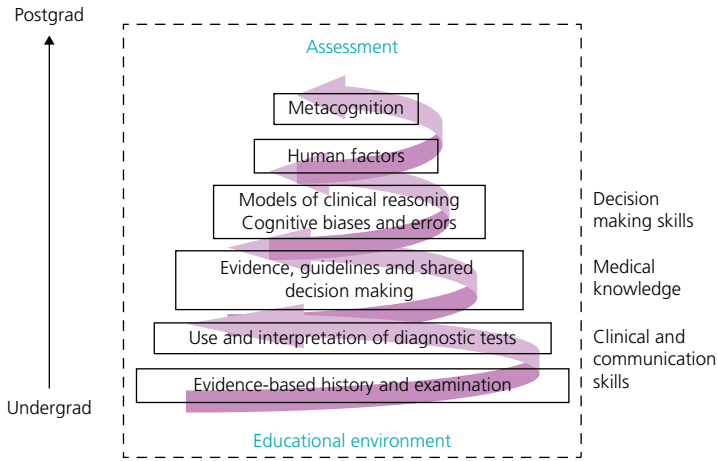 Postgrad
Assessment
Metacognition
Human factors
Models of clinical reasoning
Cognitive biases and errors
Decision
making skills
Evidence, guidelines and shared
decision making
Medical
knowledge
Use and interpretation of diagnostic tests
Clinical and
communication
skills
Evidence-based history and examination
Undergrad
Educational environment